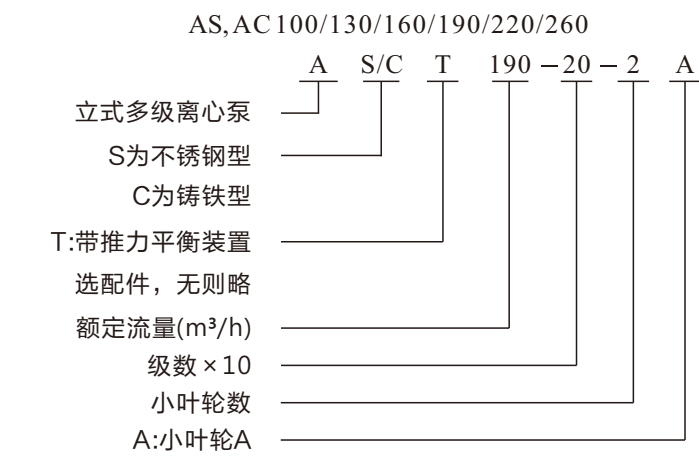 AS,AC100/130/160/190/220/260
A S/C T 190－20－2 A
立式多级离心泵
S为不锈钢型
C为铸铁型
T:带推力平衡装置
选配件，无则略
额定流量(m³/h)
级数×10
小叶轮数
A:小叶轮A